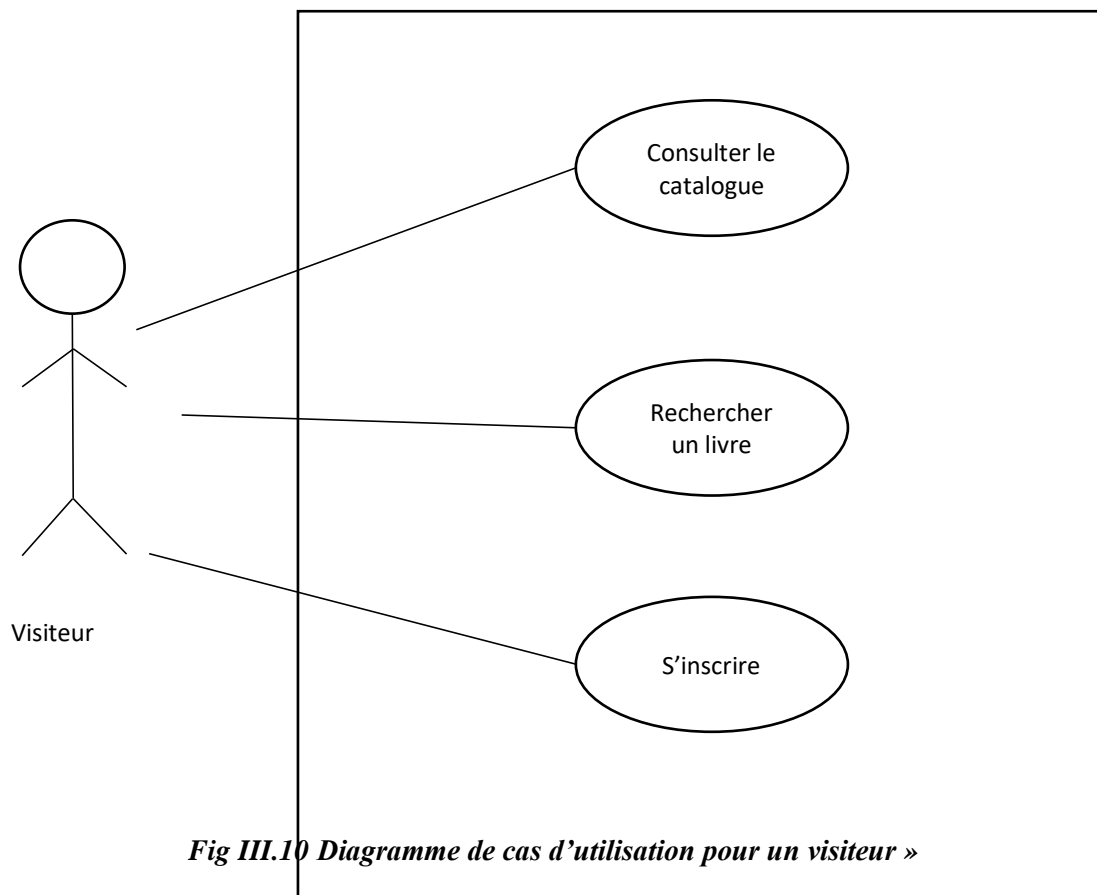 Consulter le
catalogue
Rechercher
un livre
Visiteur
S’inscrire
Fig III.10 Diagramme de cas d’utilisation pour un visiteur »